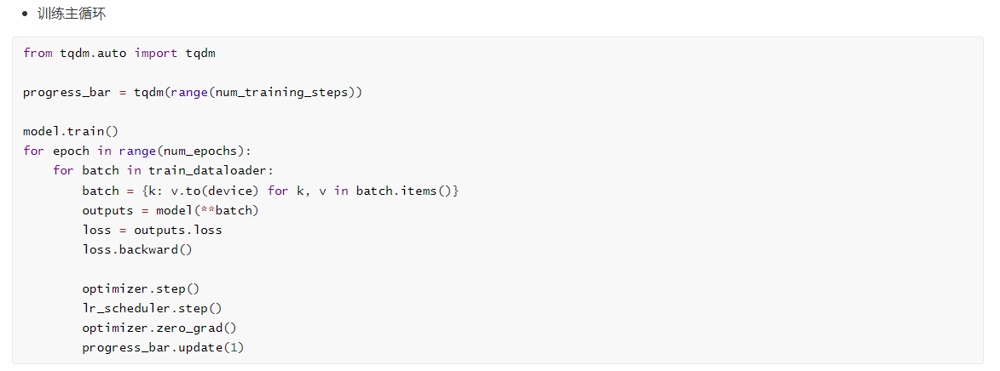 • 训练主循环
from tqdm.auto import tqdm
progress_bar = tqdm(range(num_training_steps))
model.train()
for epoch in range(num_epochs):
    for batch in train_dataloader:
        batch = {k: v.to(device) for k, v in batch.items()}
        outputs = model(**batch)
        loss = outputs.loss
        loss.backward()
        optimizer.step()
        lr_scheduler.step()
        optimizer.zero_grad()
        progress_bar.update(1)